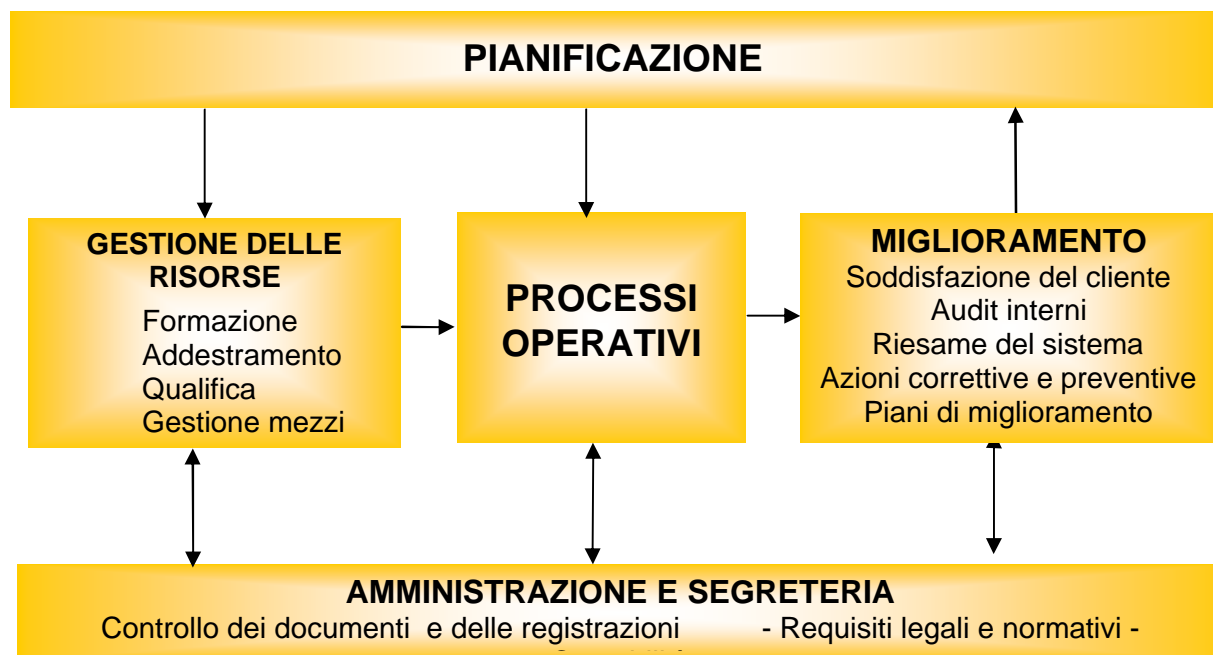 PIANIFICAZIONE
GESTIONE DELLE
RISORSE
Formazione
Addestramento
Qualifica
Gestione mezzi
PROCESSI
OPERATIVI
MIGLIORAMENTO
Soddisfazione del cliente
Audit interni
Riesame del sistema
Azioni correttive e preventive
Piani di miglioramento
AMMINISTRAZIONE E SEGRETERIA
Controllo dei documenti e delle registrazioni - Requisiti legali e normativi -